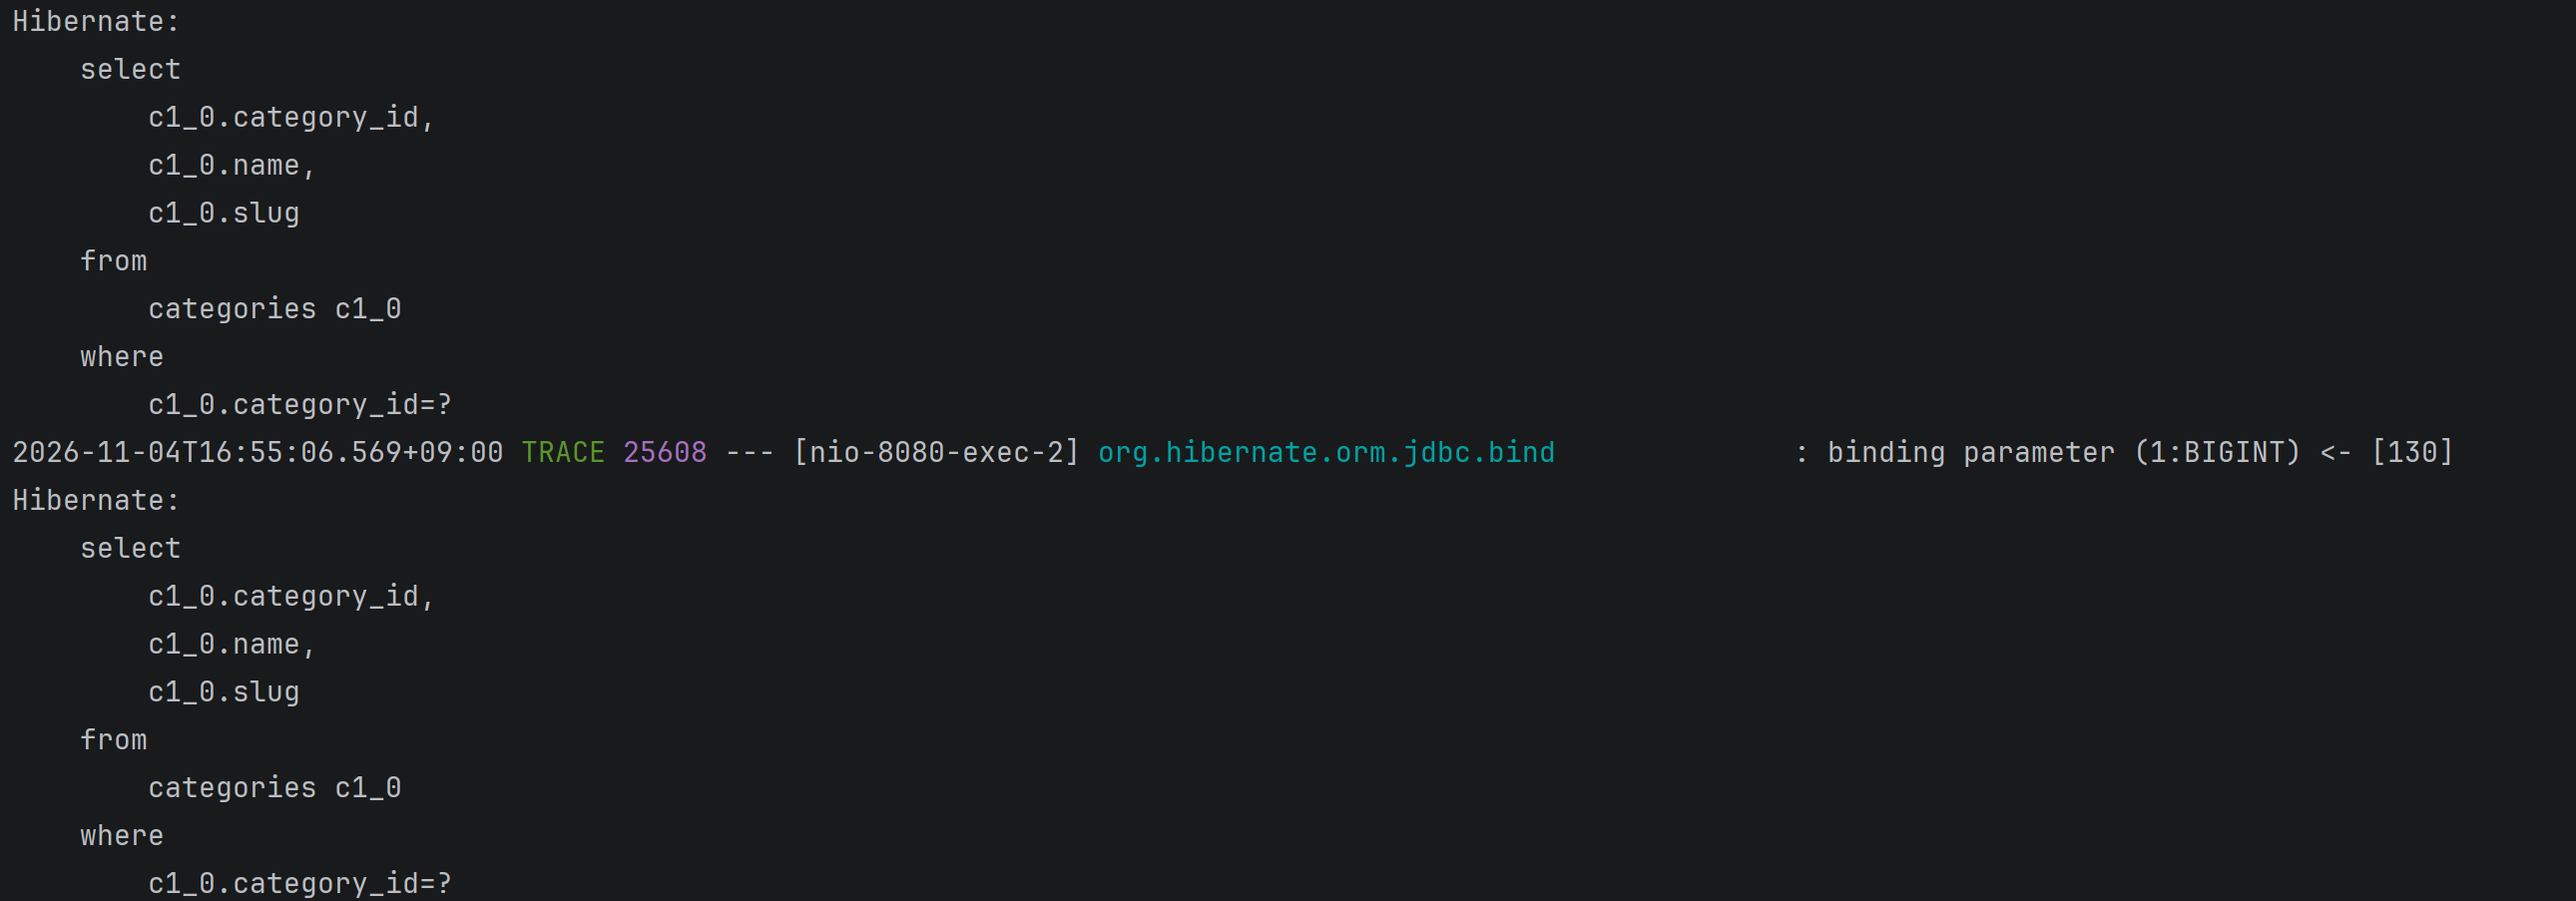 Hibernate:
    select
        c1_0.category_id,
        c1_0.name,
        c1_0.slug
    from
        categories c1_0
    where
        c1_0.category_id=?
2026-11-04T16:55:06.569+09:00 TRACE 25608 --- [nio-8080-exec-2] org.hibernate.orm.jdbc.bind              : binding parameter (1:BIGINT) <- [130]
Hibernate:
    select
        c1_0.category_id,
        c1_0.name,
        c1_0.slug
    from
        categories c1_0
    where
        c1_0.category_id=?